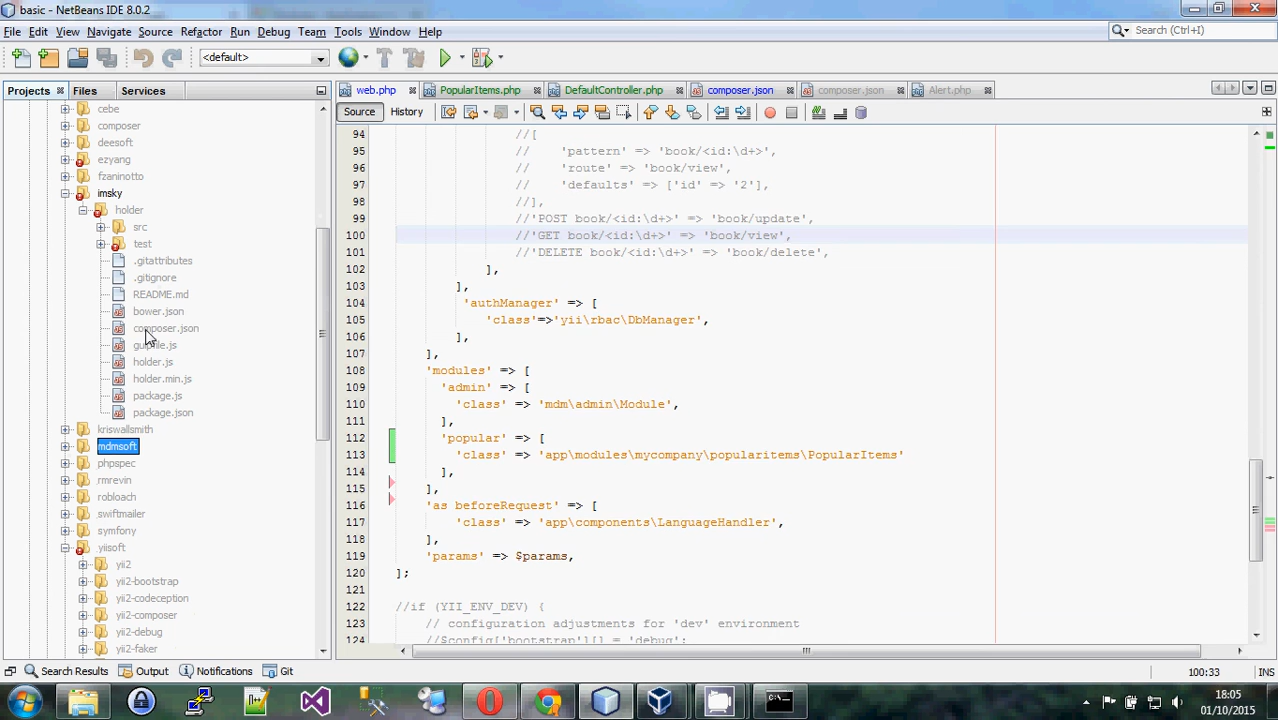 basic - NetBeans IDE 8.0.2
File Edit View Navigate Source Refactor Run Debug Team Tools Window Help
Search (Ctrl+I)
<default>
Projects Files Services
web.php PopularItems.php DefaultController.php composer.json composer.json Alert.php
Source History
cebe
composer
deesoft
ezyang
fzaninotto
imsky
holder
src
test
.gitattributes
.gitignore
README.md
bower.json
composer.json
gulpfile.js
holder.js
holder.min.js
package.js
package.json
kriswallsmith
mdmsoft
phpspec
rmrevin
robloach
swiftmailer
symfony
yiisoft
yii2
yii2-bootstrap
yii2-codeception
yii2-composer
yii2-debug
yii2-faker
94 //[
95 // 'pattern' => 'book/<id:\d+>',
96 // 'route' => 'book/view',
97 // 'defaults' => ['id' => '2'],
98 //],
99 //'POST book/<id:\d+>' => 'book/update',
100 //'GET book/<id:\d+>' => 'book/view',
101 //'DELETE book/<id:\d+>' => 'book/delete',
102 ],
103 ],
104 'authManager' => [
105 'class'=>'yii\rbac\DbManager',
106 ],
107 ],
108 'modules' => [
109 'admin' => [
110 'class' => 'mdm\admin\Module',
111 ],
112 'popular' => [
113 'class' => 'app\modules\mycompany\popularitems\PopularItems'
114 ],
115 ],
116 'as beforeRequest' => [
117 'class' => 'app\components\LanguageHandler',
118 ],
119 'params' => $params,
120 ];
121
122 //if (YII_ENV_DEV) {
123 // configuration adjustments for 'dev' environment
124 //$config['bootstrap'][] = 'debug';
Search Results Output Notifications Git
100:33 INS
18:05
01/10/2015